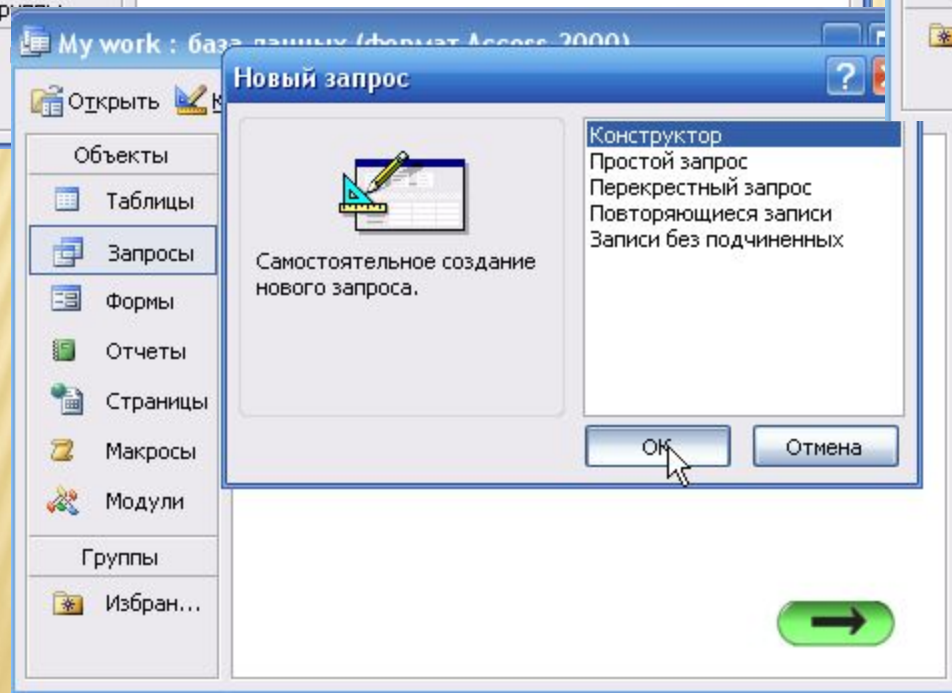 My work : база данных (формат Access 2000)
Новый запрос
Открыть
Объекты
Таблицы
Запросы
Формы
Отчеты
Страницы
Макросы
Модули
Группы
Избран...
Самостоятельное создание
нового запроса.
Конструктор
Простой запрос
Перекрестный запрос
Повторяющиеся записи
Записи без подчиненных
ОК
Отмена